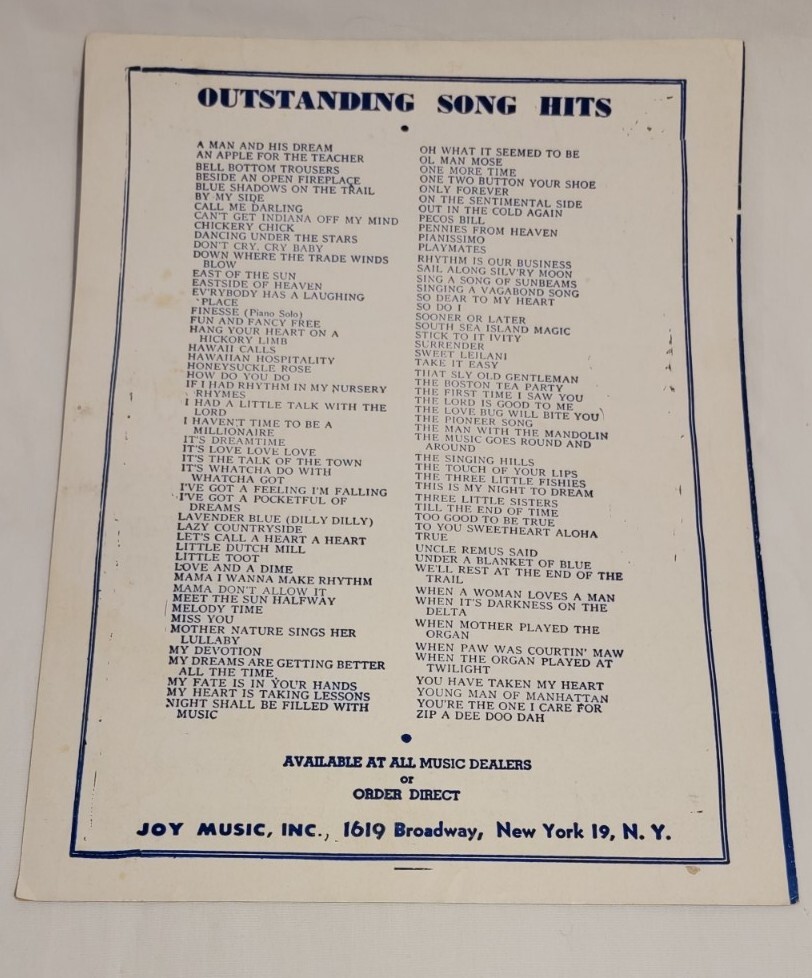 OUTSTANDING SONG HITS
A MAN AND HIS DREAM
AN APPLE FOR THE TEACHER
BELL BOTTOM TROUSERS
BESIDE AN OPEN FIREPLACE
BLUE SHADOWS ON THE TRAIL
BY MY SIDE
CALL ME DARLING
CAN'T GET INDIANA OFF MY MIND
CHICKERY CHICK
DANCING UNDER THE STARS
DON'T CRY, CRY BABY
DOWN WHERE THE TRADE WINDS
BLOW
EAST OF THE SUN
EASTSIDE OF HEAVEN
EV'RYBODY HAS A LAUGHING
PLACE
FINESSE (Piano Solo)
FUN AND FANCY FREE
HANG YOUR HEART ON A
HICKORY LIMB
HAWAII CALLS
HAWAIIAN HOSPITALITY
HONEYSUCKLE ROSE
HOW DO YOU DO
IF I HAD RHYTHM IN MY NURSERY
RHYMES
I HAD A LITTLE TALK WITH THE
LORD
I HAVEN'T TIME TO BE A
MILLIONAIRE
IT'S DREAMTIME
IT'S LOVE LOVE LOVE
IT'S THE TALK OF THE TOWN
IT'S WHATCHA DO WITH
WHATCHA GOT
I'VE GOT A FEELING I'M FALLING
I'VE GOT A POCKETFUL OF
DREAMS
LAVENDER BLUE (DILLY DILLY)
LAZY COUNTRYSIDE
LET'S CALL A HEART A HEART
LITTLE DUTCH MILL
LITTLE TOOT
LOVE AND A DIME
MAMA I WANNA MAKE RHYTHM
MAMA DON'T ALLOW IT
MEET THE SUN HALFWAY
MELODY TIME
MISS YOU
MOTHER NATURE SINGS HER
LULLABY
MY DEVOTION
MY DREAMS ARE GETTING BETTER
ALL THE TIME
MY FATE IS IN YOUR HANDS
MY HEART IS TAKING LESSONS
NIGHT SHALL BE FILLED WITH
MUSIC
OH WHAT IT SEEMED TO BE
OL MAN MOSE
ONE MORE TIME
ONE TWO BUTTON YOUR SHOE
ONLY FOREVER
ON THE SENTIMENTAL SIDE
OUT IN THE COLD AGAIN
PECOS BILL
PENNIES FROM HEAVEN
PIANISSIMO
PLAYMATES
RHYTHM IS OUR BUSINESS
SAIL ALONG SILV'RY MOON
SING A SONG OF SUNBEAMS
SINGING A VAGABOND SONG
SO DEAR TO MY HEART
SO DO I
SOONER OR LATER
SOUTH SEA ISLAND MAGIC
STICK TO IT IVITY
SURRENDER
SWEET LEILANI
TAKE IT EASY
THAT SLY OLD GENTLEMAN
THE BOSTON TEA PARTY
THE FIRST TIME I SAW YOU
THE LORD IS GOOD TO ME
THE LOVE BUG WILL BITE YOU
THE PIONEER SONG
THE MAN WITH THE MANDOLIN
THE MUSIC GOES ROUND AND
AROUND
THE SINGING HILLS
THE TOUCH OF YOUR LIPS
THE THREE LITTLE FISHIES
THIS IS MY NIGHT TO DREAM
THREE LITTLE SISTERS
TILL THE END OF TIME
TOO GOOD TO BE TRUE
TO YOU SWEETHEART ALOHA
TRUE
UNCLE REMUS SAID
UNDER A BLANKET OF BLUE
WE'LL REST AT THE END OF THE
TRAIL
WHEN A WOMAN LOVES A MAN
WHEN IT'S DARKNESS ON THE
DELTA
WHEN MOTHER PLAYED THE
ORGAN
WHEN PAW WAS COURTIN' MAW
WHEN THE ORGAN PLAYED AT
TWILIGHT
YOU HAVE TAKEN MY HEART
YOUNG MAN OF MANHATTAN
YOU'RE THE ONE I CARE FOR
ZIP A DEE DOO DAH
AVAILABLE AT ALL MUSIC DEALERS
or
ORDER DIRECT
JOY MUSIC, INC., 1619 Broadway, New York 19, N. Y.